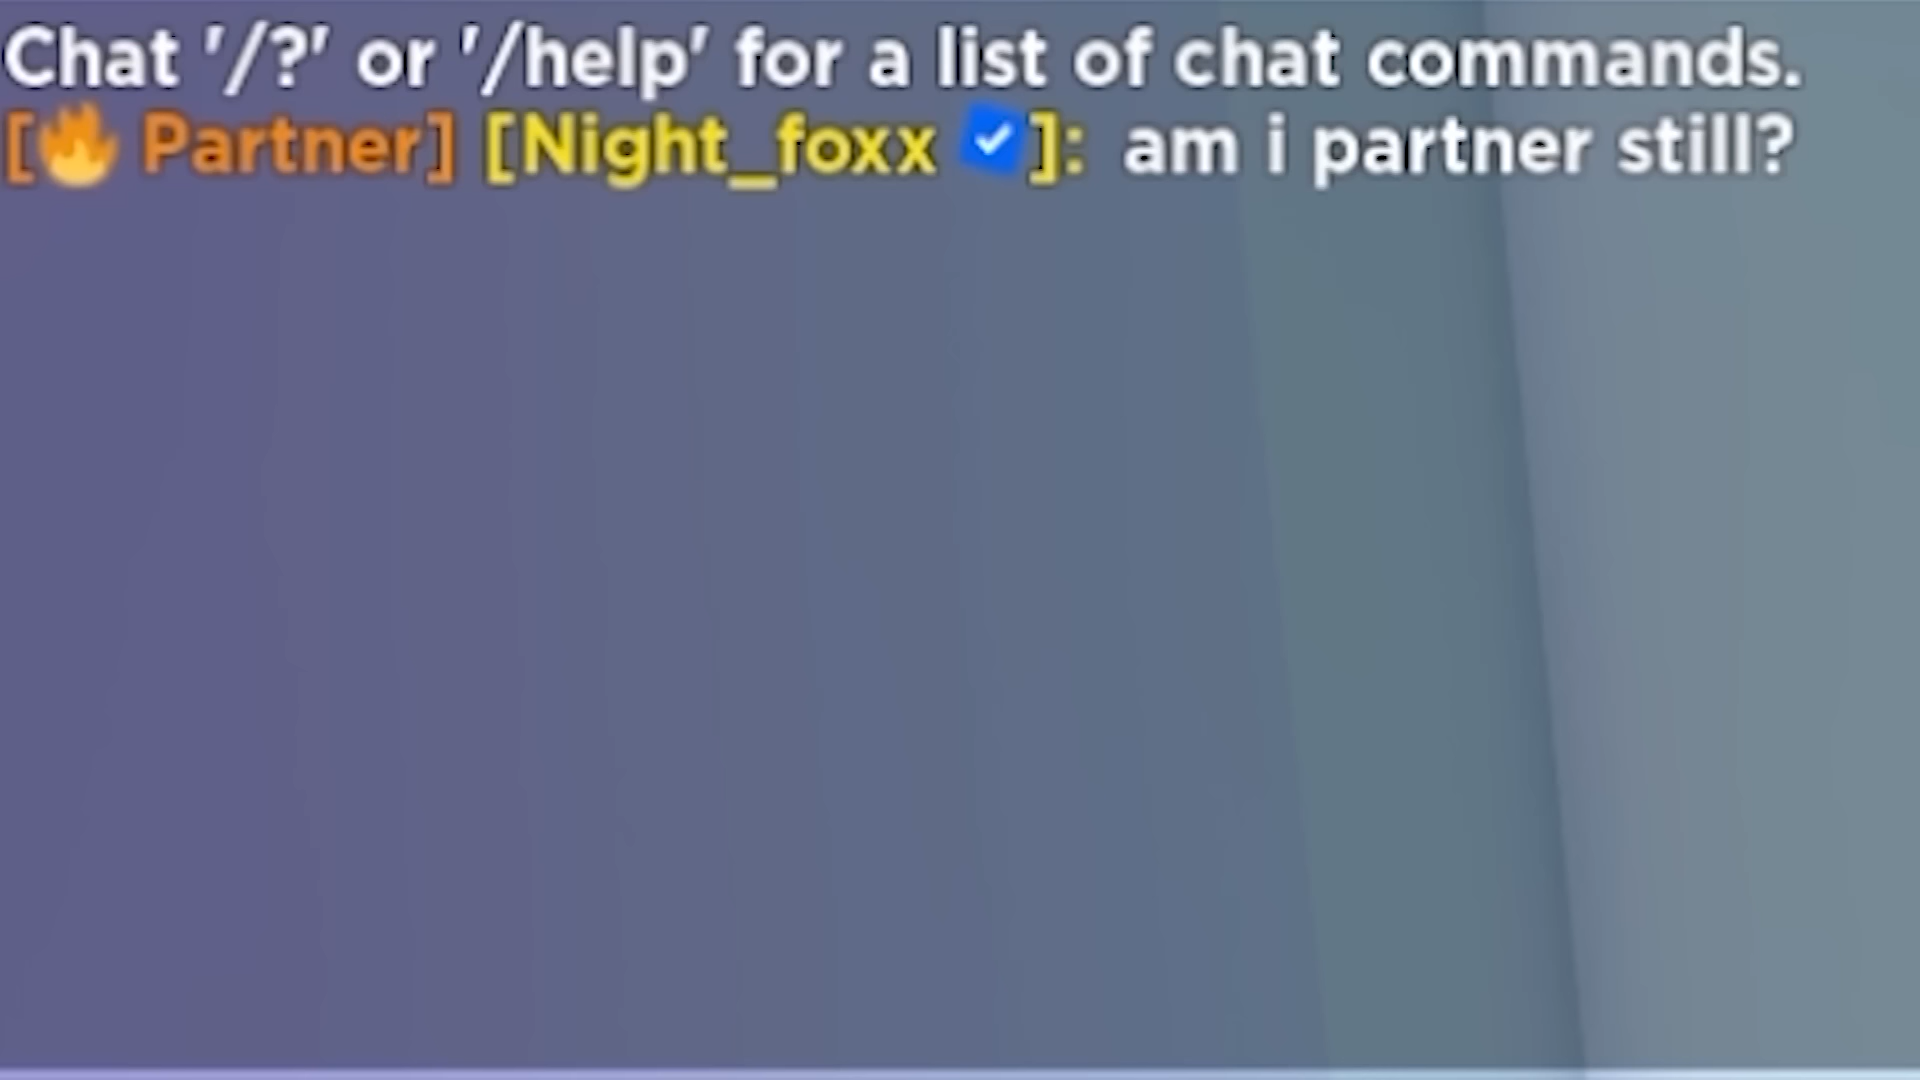 Chat '/?' or '/help' for a list of chat commands.
[🔥 Partner] [Night_foxx ☑]: am i partner still?